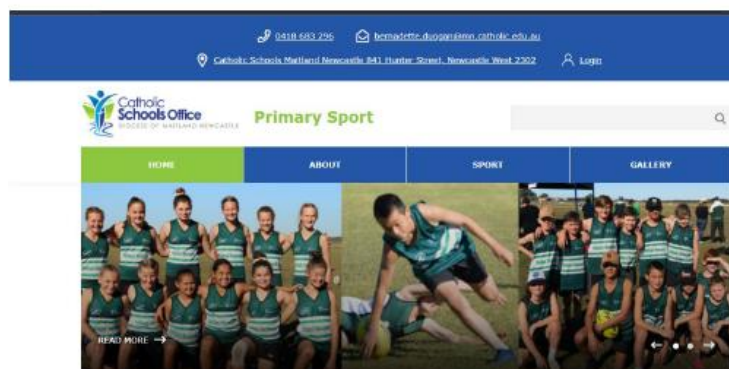 0418 683 296 bernadette.duggan@mn.catholic.edu.au
Catholic Schools Maitland Newcastle 841 Hunter Street, Newcastle West 2302 Login
Catholic
Schools Office
DIOCESE OF MAITLAND-NEWCASTLE
Primary Sport
HOME ABOUT SPORT GALLERY
READ MORE